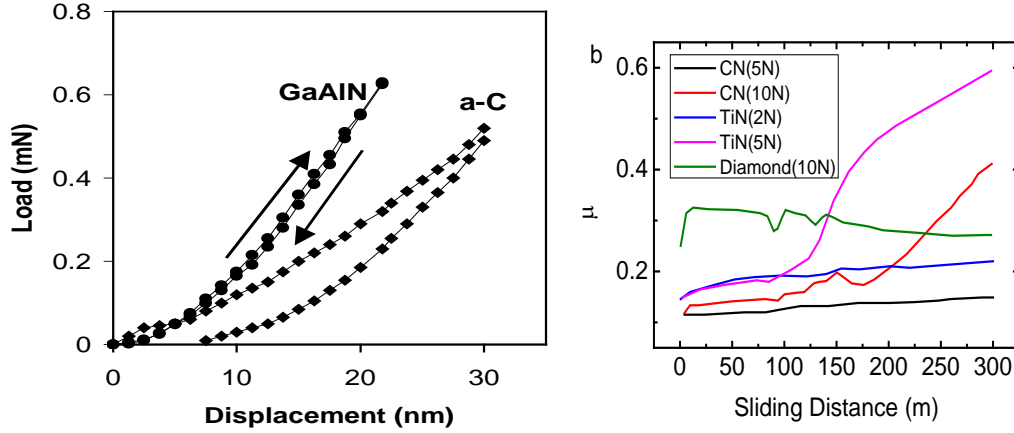 0.8
0.6
0.4
0.2
0
Load (mN)
GaAlN
a-C
0 10 20 30
Displacement (nm)
b
CN(5N)
CN(10N)
TiN(2N)
TiN(5N)
Diamond(10N)
0.6
0.4
0.2
μ
0 50 100 150 200 250 300
Sliding Distance (m)